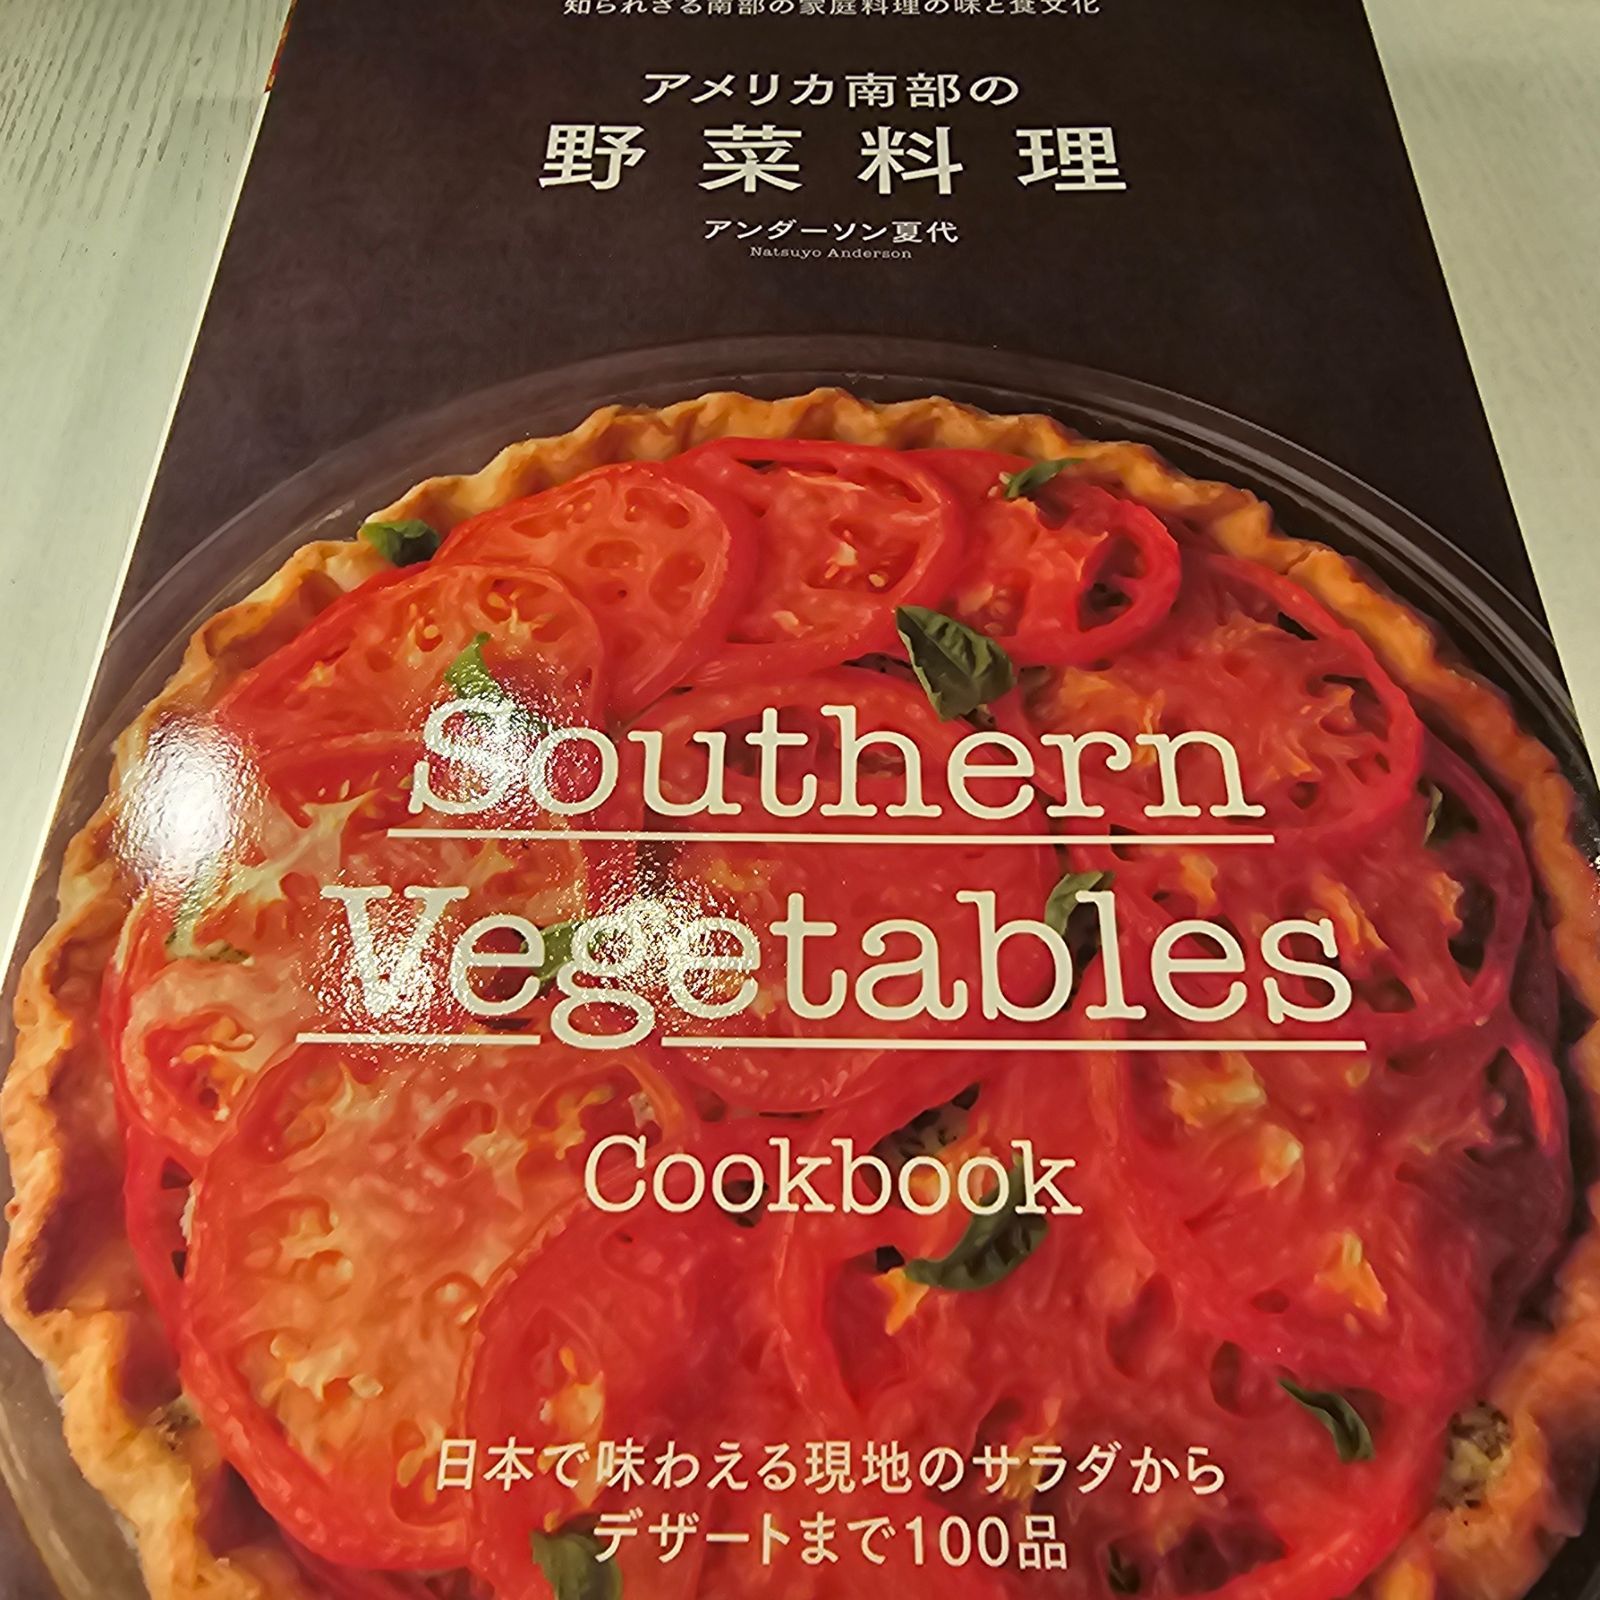 知られざる南部の家庭料理の味と食文化
アメリカ南部の
野菜料理
アンダーソン夏代
Natsuyo Anderson
Southern
Vegetables
Cookbook
日本で味わえる現地のサラダから
デザートまで100品